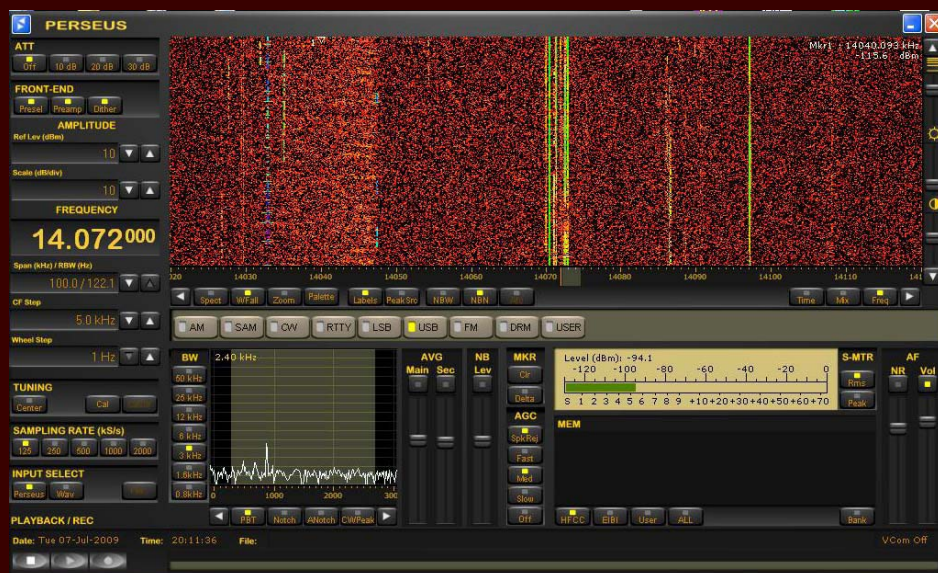 PERSEUS
ATT
Off 10 dB 20 dB 30 dB
FRONT-END
Presel Preamp Dither
AMPLITUDE
Ref Lev (dBm)
10
Scale (dB/div)
10
FREQUENCY
14.072000
Span (kHz) / RBW (Hz)
100.0 / 122.1
CF Step
5.0 kHz
Wheel Step
1 Hz
TUNING
Center Cal
SAMPLING RATE (kS/s)
125 250 500 1000 2000
INPUT SELECT
Perseus Wav
PLAYBACK / REC
Mkr1 - 14040.093 kHz
-115.6 dBm
14030 14040 14050 14060 14070 14080 14090 14100 14110
Spect WFall Zoom Palette Labels PeakSrc NBW NBN
Time Mix Freq
AM SAM CW RTTY LSB USB FM DRM USER
BW
50 kHz
25 kHz
12 kHz
6 kHz
3 kHz
1.6kHz
0.8kHz
2.40 kHz
0 1000 2000 3000
PBT Notch ANotch CWPeak
AVG
Main Sec
NB
Lev
MKR
Clr
Delta
AGC
SpkRej
Fast
Med
Slow
Off
Level (dBm): -94.1
-120 -100 -80 -60 -40 -20 0
S 1 2 3 4 5 6 7 8 9 +10+20+30+40+50+60+70
S-MTR
Rms
Peak
AF
NR Vol
MEM
HFCC EIBI User ALL
Bank
Date: Tue 07-Jul-2009 Time: 20:11:36 File:
VCom Off